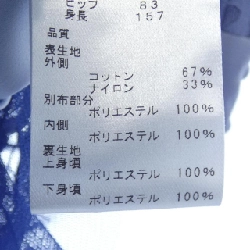 ヒップ 83
身長 157
品質
表生地
外側
コットン 67%
ナイロン 33%
別布部分
ポリエステル 100%
内側
ポリエステル 100%
裏生地
上身頃
ポリエステル 100%
下身頃
ポリエステル 100%